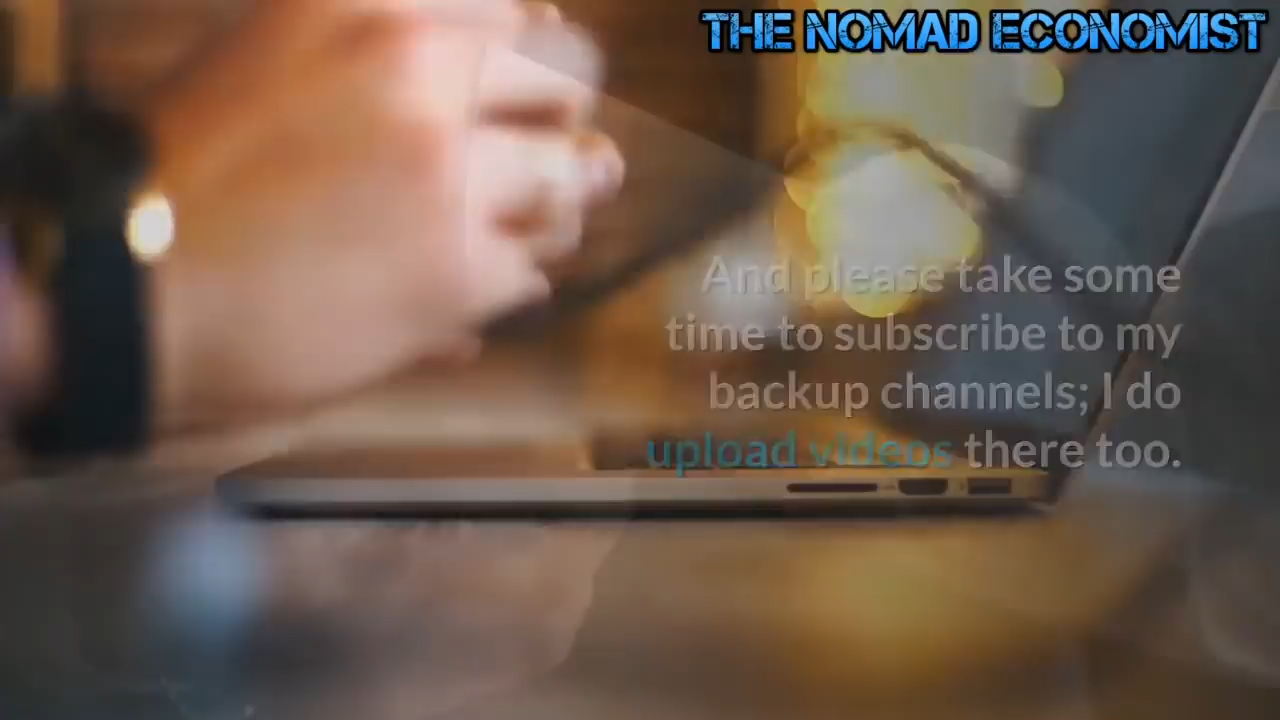 THE NOMAD ECONOMIST
And please take some
time to subscribe to my
backup channels; I do
upload videos there too.